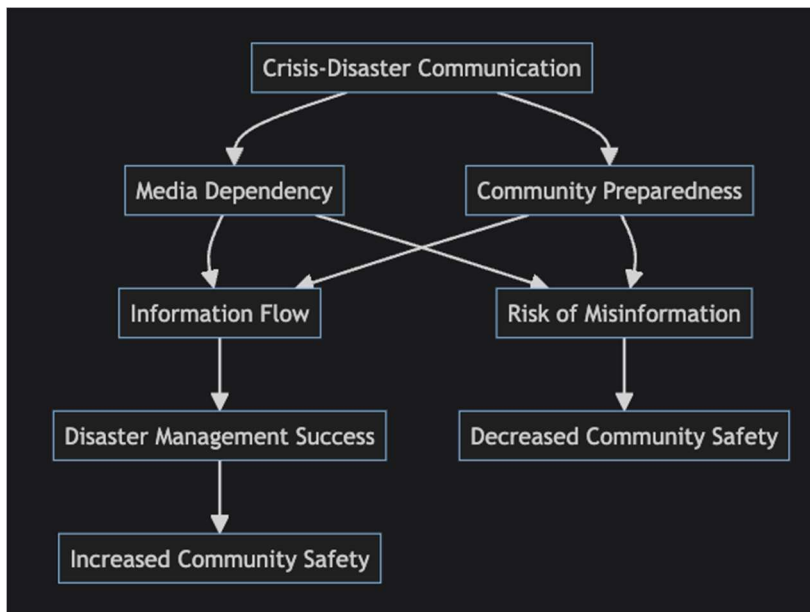 Crisis-Disaster Communication
Media Dependency
Community Preparedness
Information Flow
Risk of Misinformation
Disaster Management Success
Decreased Community Safety
Increased Community Safety